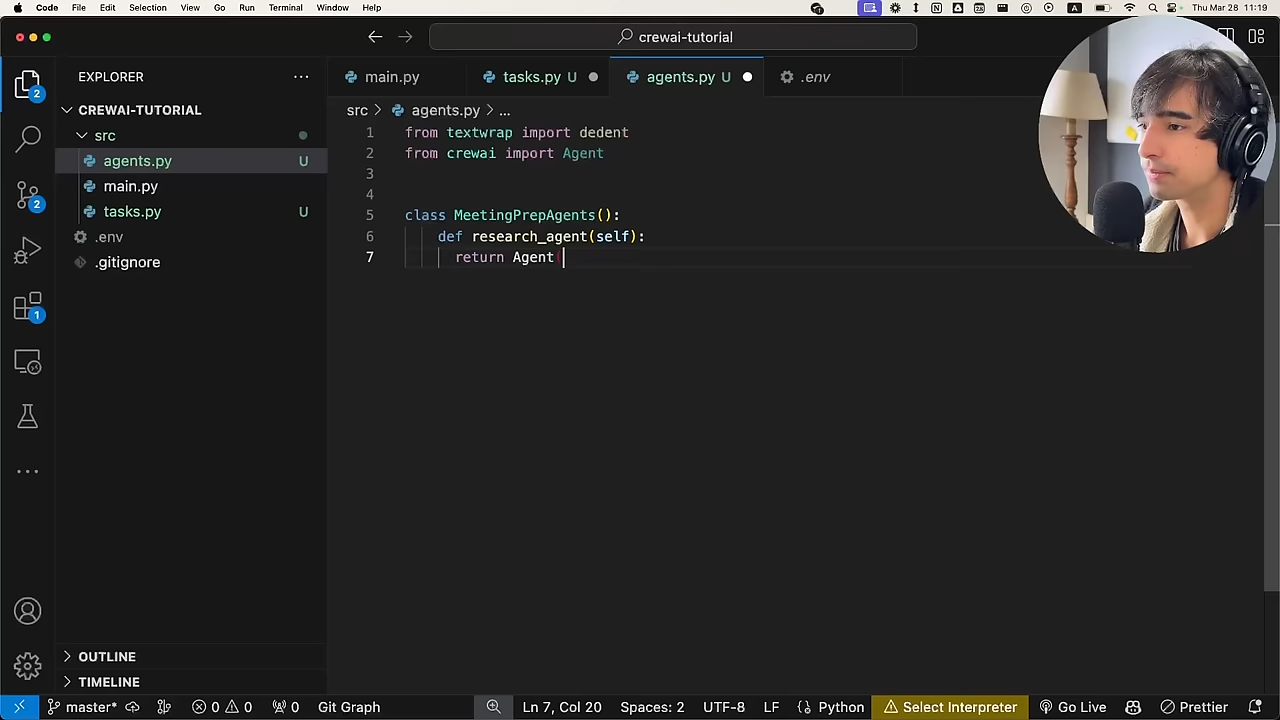 Code File Edit Selection View Go Run Terminal Window Help
A Thu Mar 28 11:19
crewai-tutorial
EXPLORER
main.py tasks.py U agents.py U .env
CREWAI-TUTORIAL
src
agents.py U
main.py
tasks.py U
.env
.gitignore
src > agents.py > ...
1 from textwrap import dedent
2 from crewai import Agent
3
4
5 class MeetingPrepAgents():
6 def research_agent(self):
7 return Agent(
2
2
1
OUTLINE
TIMELINE
master* 0 0 0 Git Graph Ln 7, Col 20 Spaces: 2 UTF-8 LF Python Select Interpreter Go Live Prettier